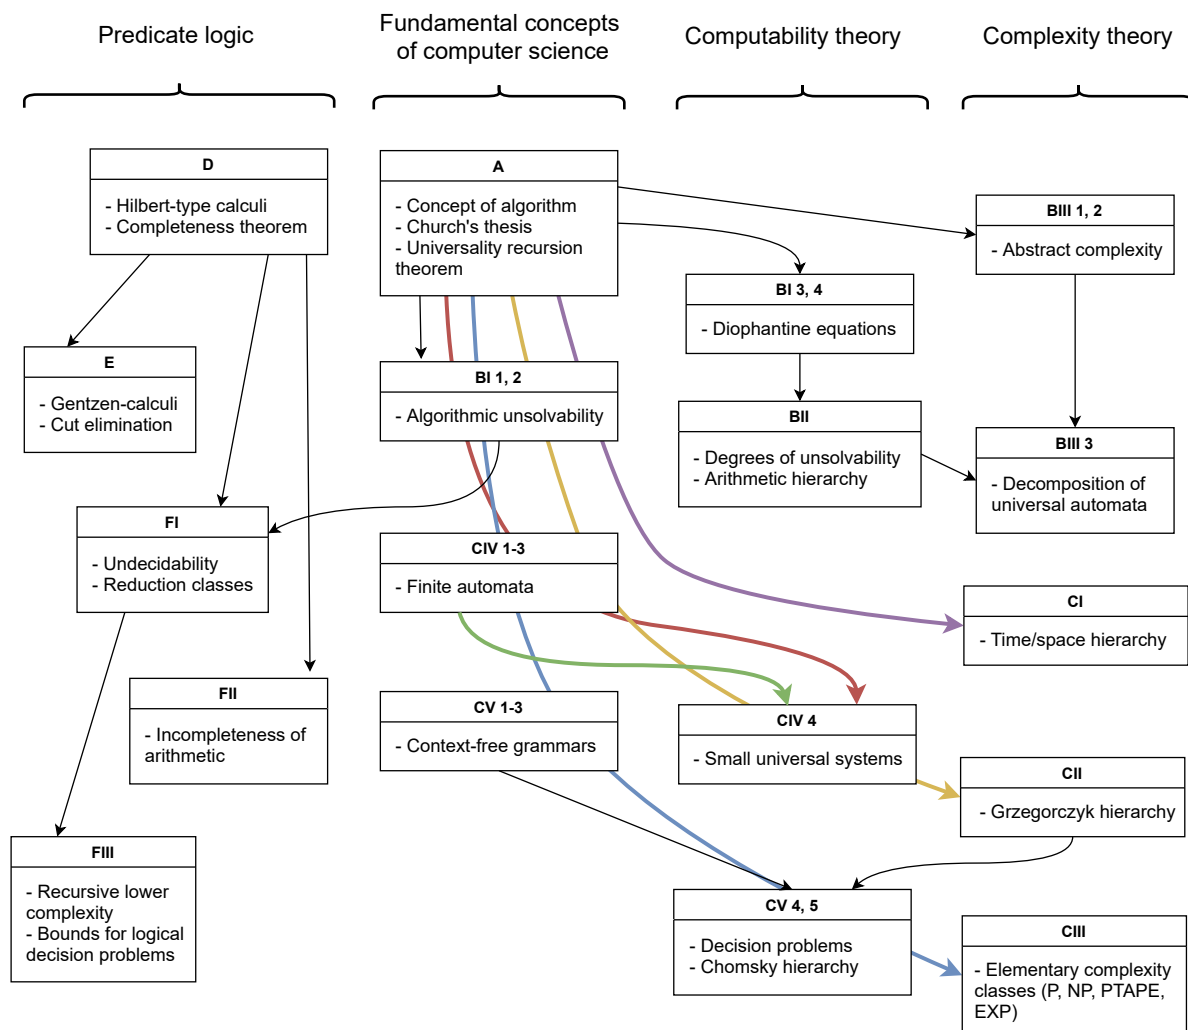 Predicate logic
Fundamental concepts
of computer science
Computability theory
Complexity theory
D
- Hilbert-type calculi
- Completeness theorem
A
- Concept of algorithm
- Church's thesis
- Universality recursion
theorem
BIII 1, 2
- Abstract complexity
BI 3, 4
- Diophantine equations
E
- Gentzen-calculi
- Cut elimination
BI 1, 2
- Algorithmic unsolvability
BII
- Degrees of unsolvability
- Arithmetic hierarchy
BIII 3
- Decomposition of
universal automata
FI
- Undecidability
- Reduction classes
CIV 1-3
- Finite automata
CI
- Time/space hierarchy
FII
- Incompleteness of
arithmetic
CV 1-3
- Context-free grammars
CIV 4
- Small universal systems
CII
- Grzegorczyk hierarchy
FIII
- Recursive lower
complexity
- Bounds for logical
decision problems
CV 4, 5
- Decision problems
- Chomsky hierarchy
CIII
- Elementary complexity
classes (P, NP, PTAPE,
EXP)